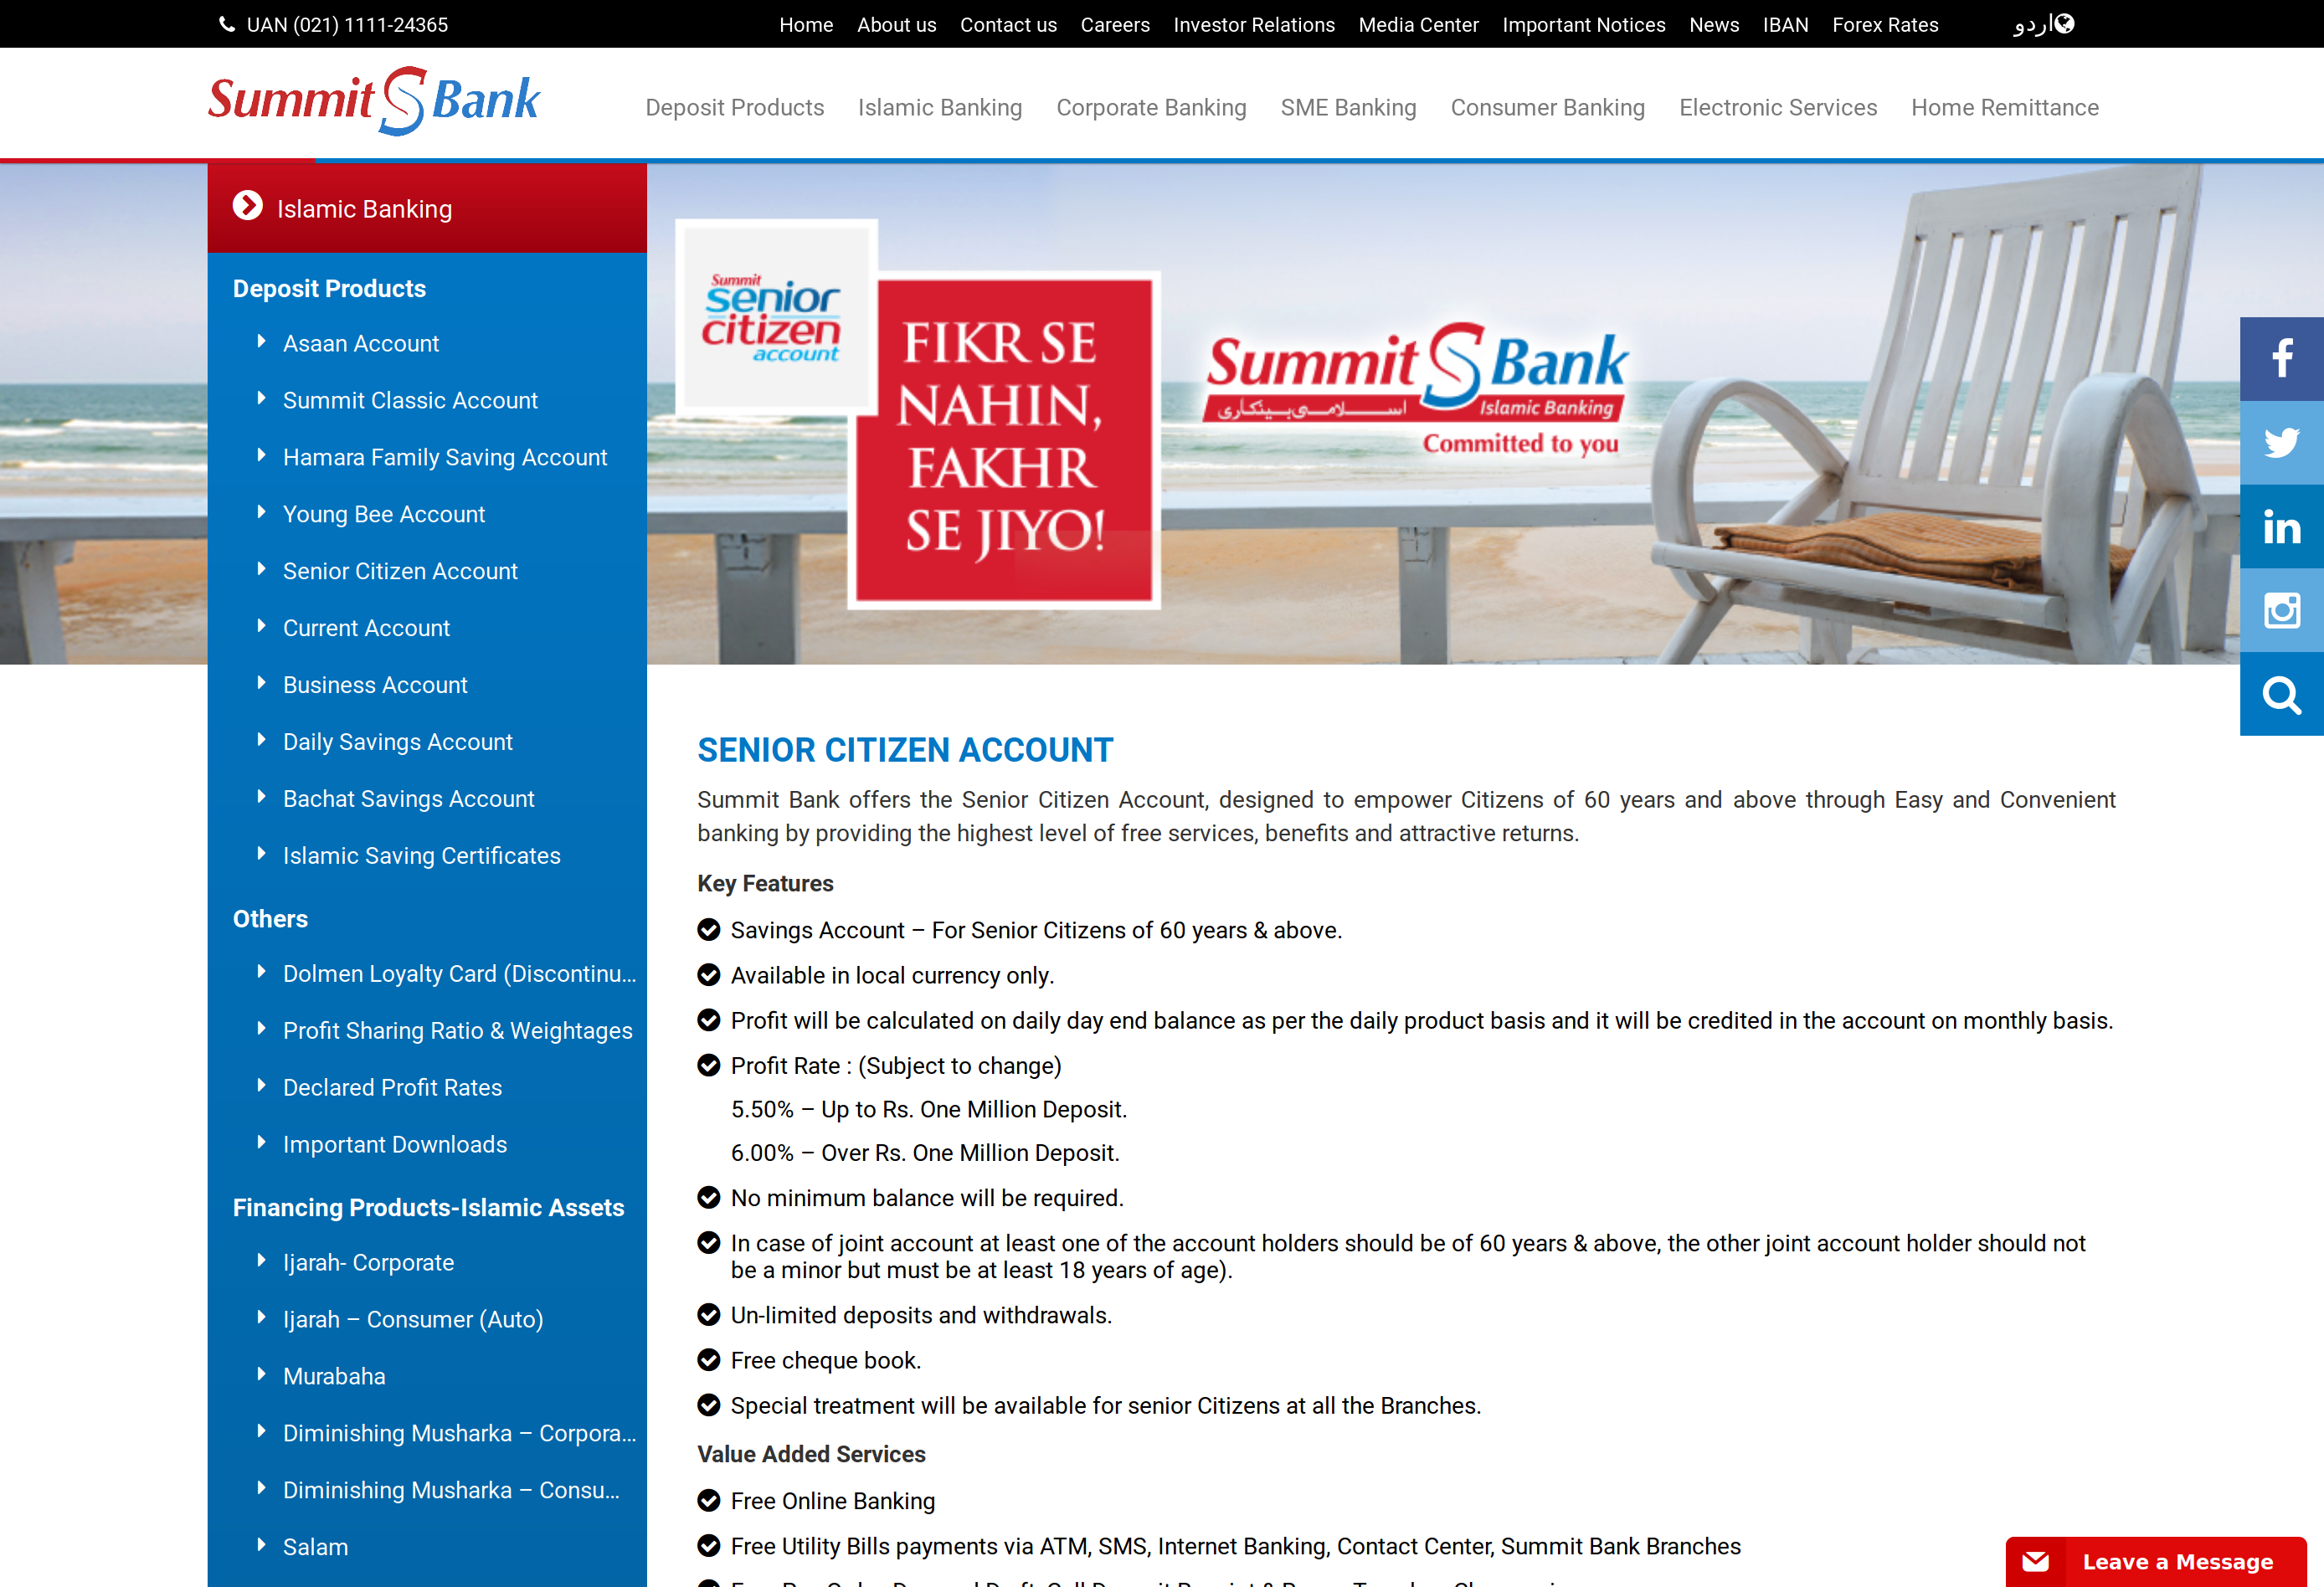 UAN (021) 1111-24365
Home About us Contact us Careers Investor Relations Media Center Important Notices News IBAN Forex Rates اردو
Summit S Bank
Deposit Products Islamic Banking Corporate Banking SME Banking Consumer Banking Electronic Services Home Remittance
Islamic Banking
Deposit Products
Asaan Account
Summit Classic Account
Hamara Family Saving Account
Young Bee Account
Senior Citizen Account
Current Account
Business Account
Daily Savings Account
Bachat Savings Account
Islamic Saving Certificates
Others
Dolmen Loyalty Card (Discontinu...
Profit Sharing Ratio & Weightages
Declared Profit Rates
Important Downloads
Financing Products-Islamic Assets
Ijarah- Corporate
Ijarah – Consumer (Auto)
Murabaha
Diminishing Musharka – Corpora...
Diminishing Musharka – Consu...
Salam
Summit
senior
citizen
account
FIKR SE
NAHIN,
FAKHR
SE JIYO!
Summit S Bank
اسلامی بینکاری Islamic Banking
Committed to you
SENIOR CITIZEN ACCOUNT
Summit Bank offers the Senior Citizen Account, designed to empower Citizens of 60 years and above through Easy and Convenient
banking by providing the highest level of free services, benefits and attractive returns.
Key Features
Savings Account – For Senior Citizens of 60 years & above.
Available in local currency only.
Profit will be calculated on daily day end balance as per the daily product basis and it will be credited in the account on monthly basis.
Profit Rate : (Subject to change)
5.50% – Up to Rs. One Million Deposit.
6.00% – Over Rs. One Million Deposit.
No minimum balance will be required.
In case of joint account at least one of the account holders should be of 60 years & above, the other joint account holder should not
be a minor but must be at least 18 years of age).
Un-limited deposits and withdrawals.
Free cheque book.
Special treatment will be available for senior Citizens at all the Branches.
Value Added Services
Free Online Banking
Free Utility Bills payments via ATM, SMS, Internet Banking, Contact Center, Summit Bank Branches
Leave a Message